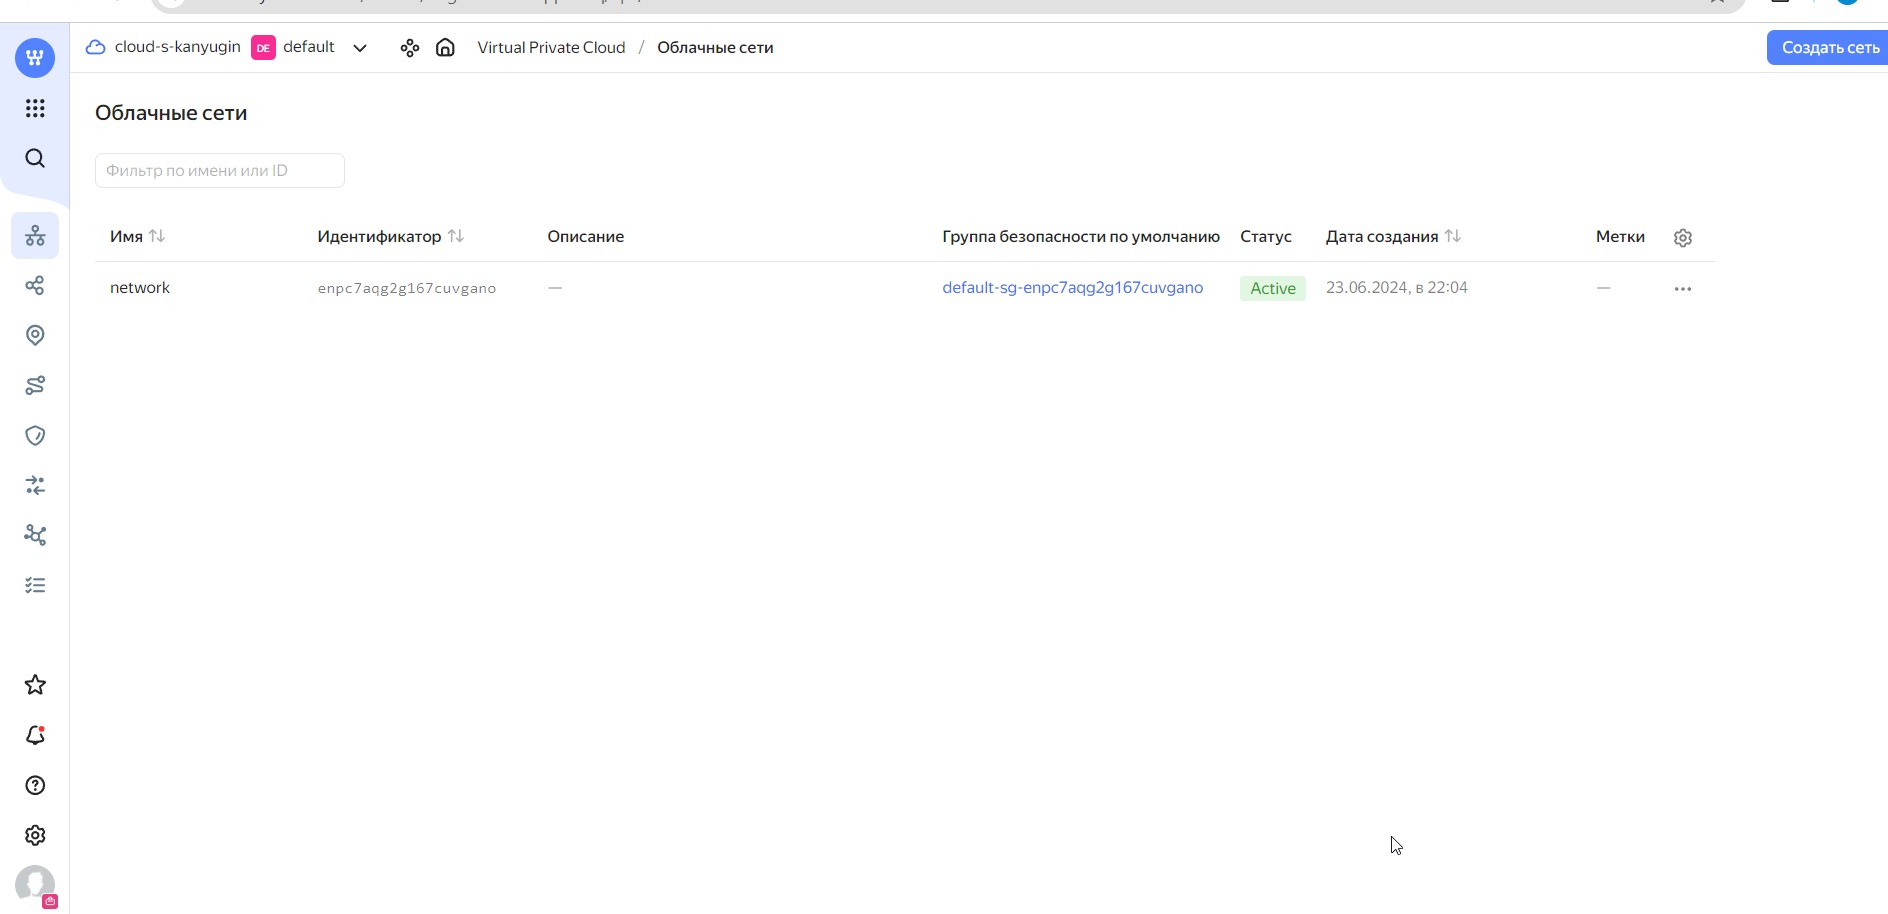 cloud-s-kanyugin DE default Virtual Private Cloud / Облачные сети Создать сеть
Облачные сети
Фильтр по имени или ID
Имя Идентификатор Описание Группа безопасности по умолчанию Статус Дата создания Метки
network enpc7aqg2g167cuvgano — default-sg-enpc7aqg2g167cuvgano Active 23.06.2024, в 22:04 —